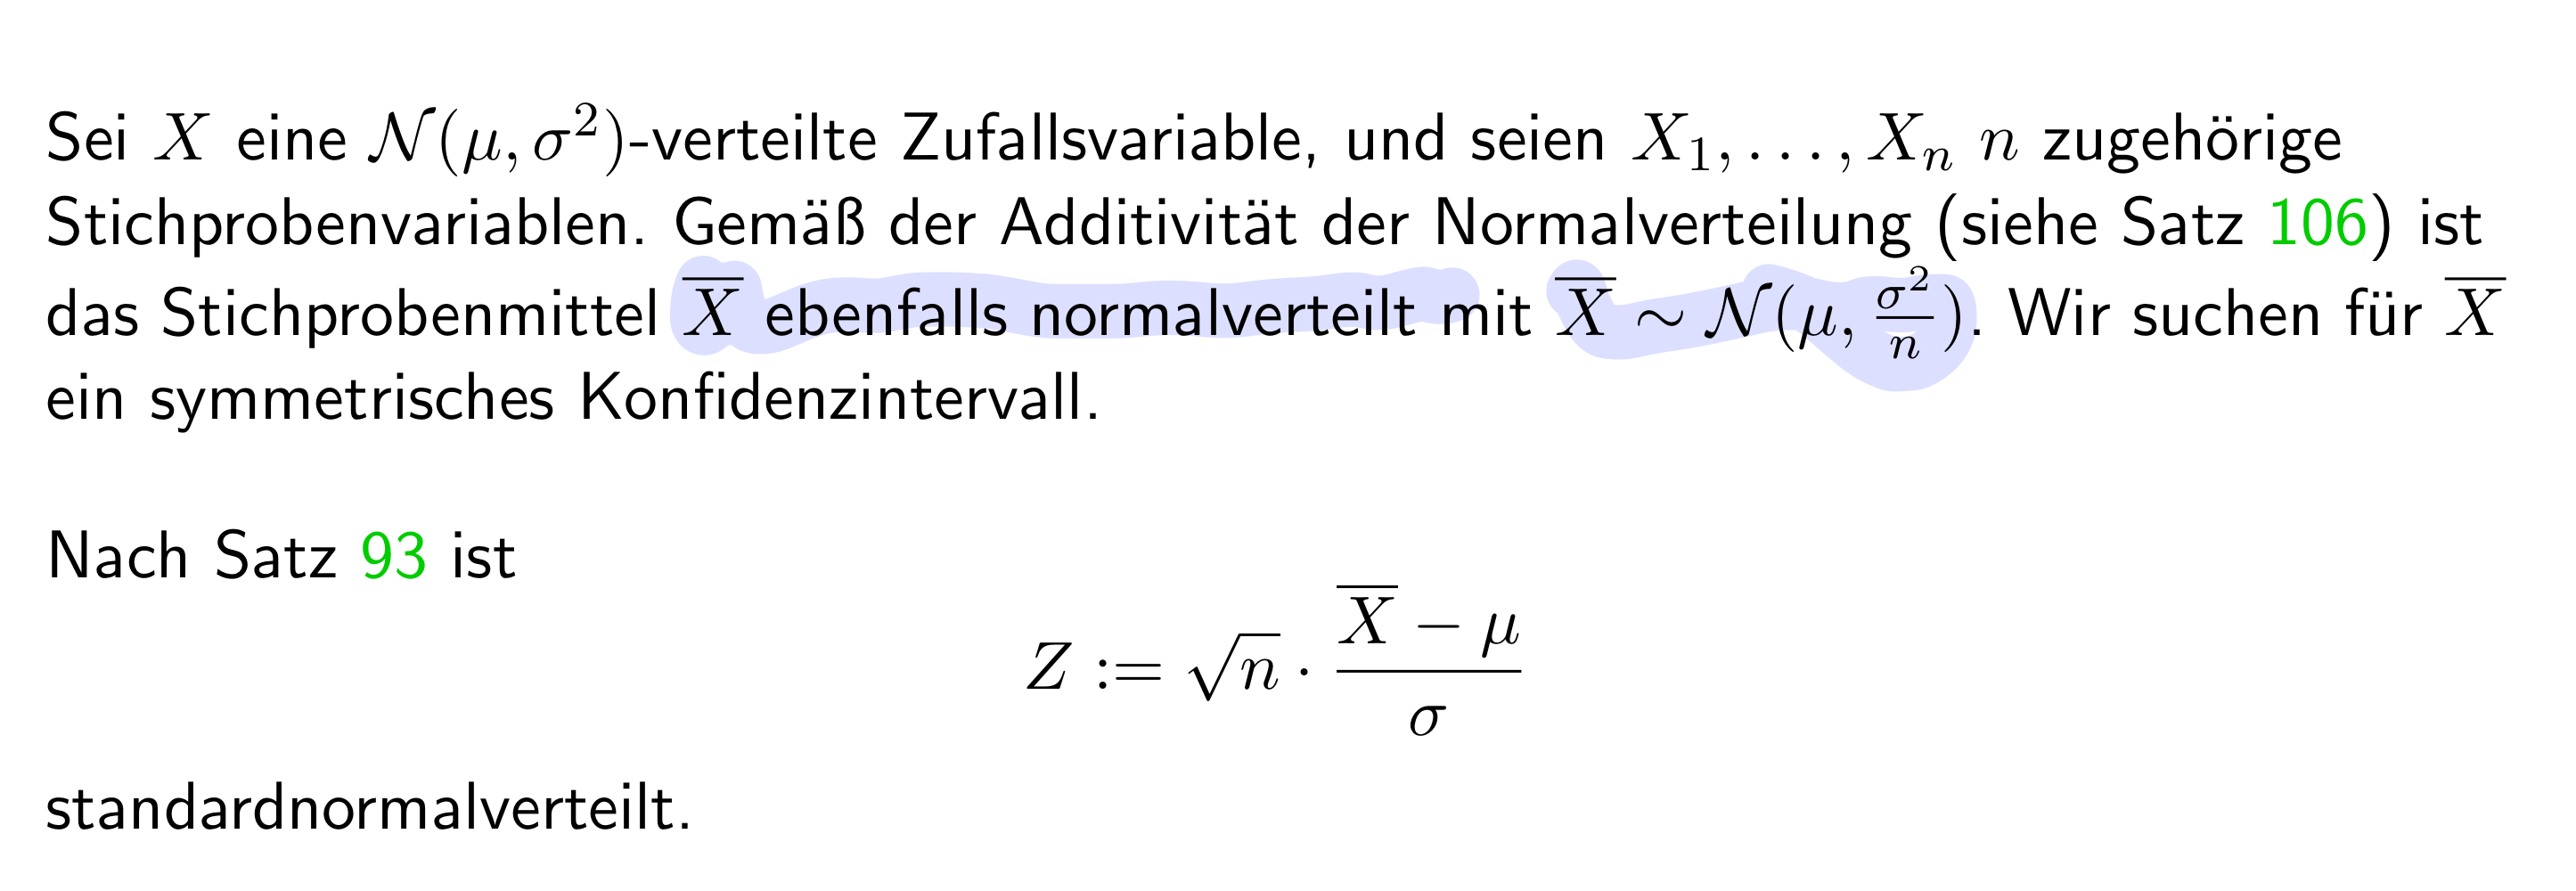 Sei X eine 𝒩(μ, σ²)-verteilte Zufallsvariable, und seien X₁, …, Xₙ n zugehörige
Stichprobenvariablen. Gemäß der Additivität der Normalverteilung (siehe Satz 106) ist
das Stichprobenmittel X̅ ebenfalls normalverteilt mit X̅ ∼ 𝒩(μ, σ²/n). Wir suchen für X̅
ein symmetrisches Konfidenzintervall.
Nach Satz 93 ist
Z := √n · (X̅ − μ)/σ
standardnormalverteilt.